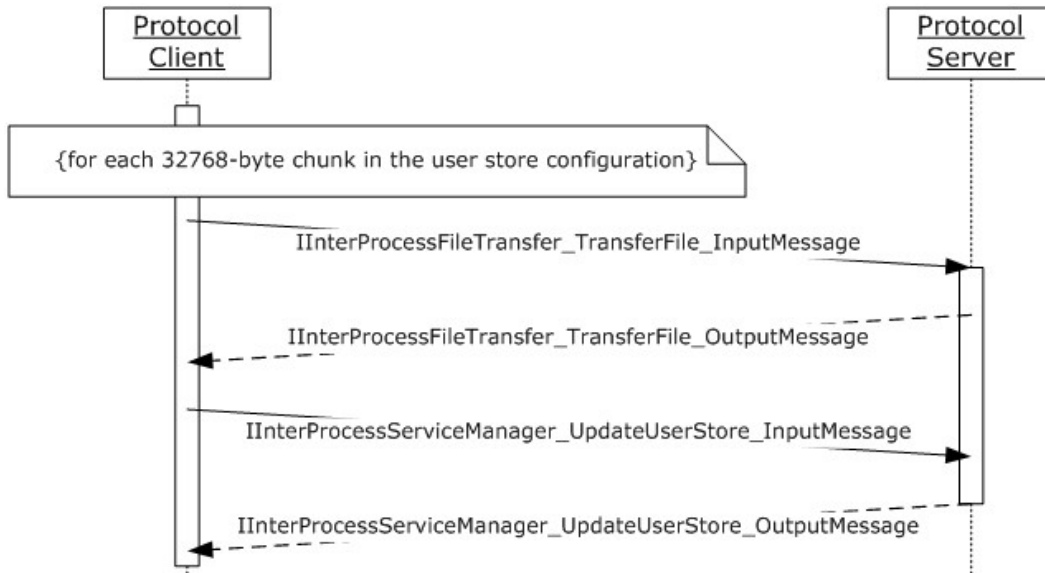 Protocol
Client
Protocol
Server
{for each 32768-byte chunk in the user store configuration}
IInterProcessFileTransfer_TransferFile_InputMessage
IInterProcessFileTransfer_TransferFile_OutputMessage
IInterProcessServiceManager_UpdateUserStore_InputMessage
IInterProcessServiceManager_UpdateUserStore_OutputMessage